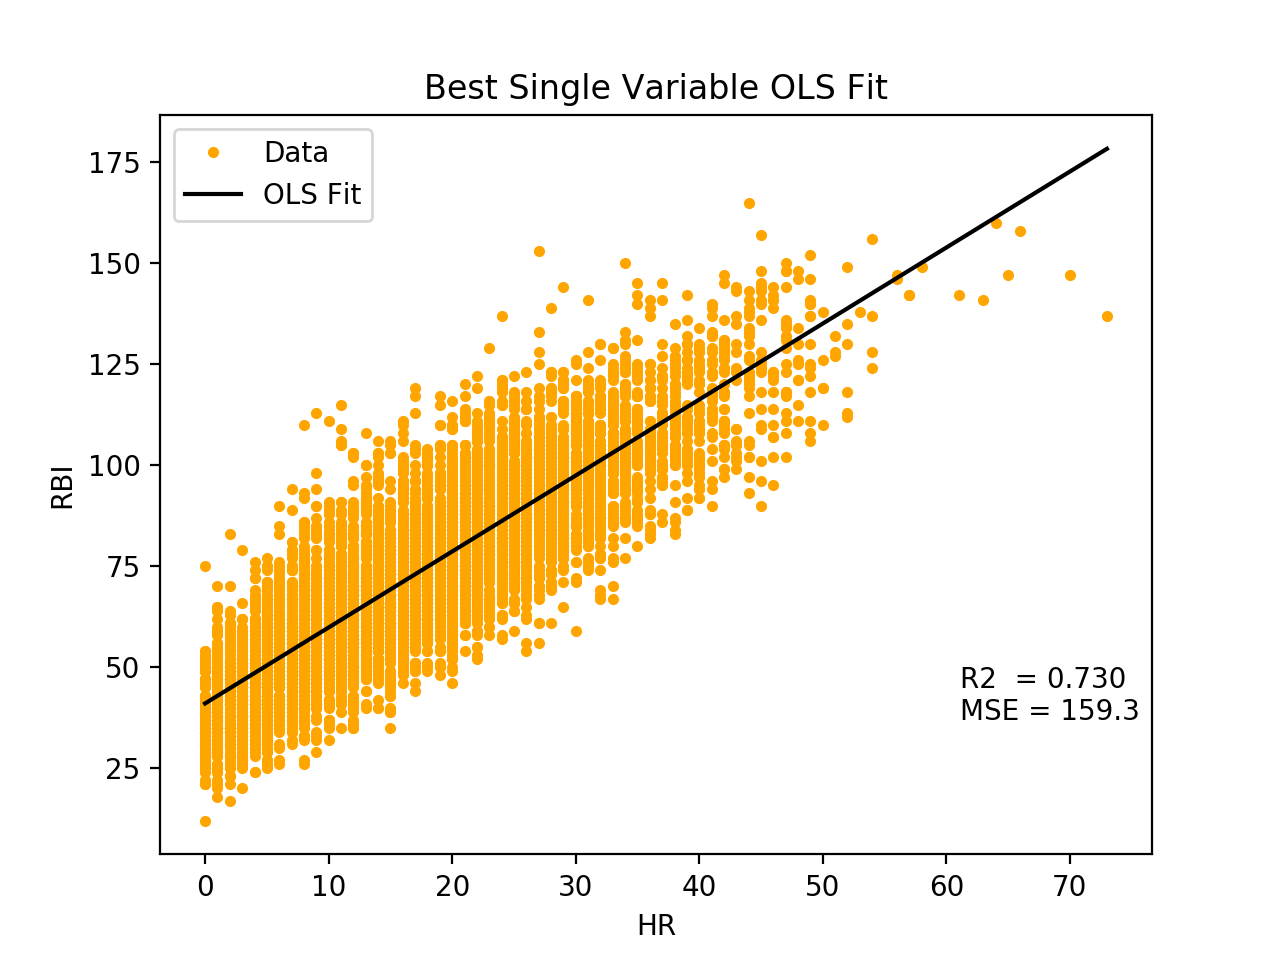 Best Single Variable OLS Fit
Data
OLS Fit
175
150
125
100
75
50
25
RBI
R2  = 0.730
MSE = 159.3
0 10 20 30 40 50 60 70
HR